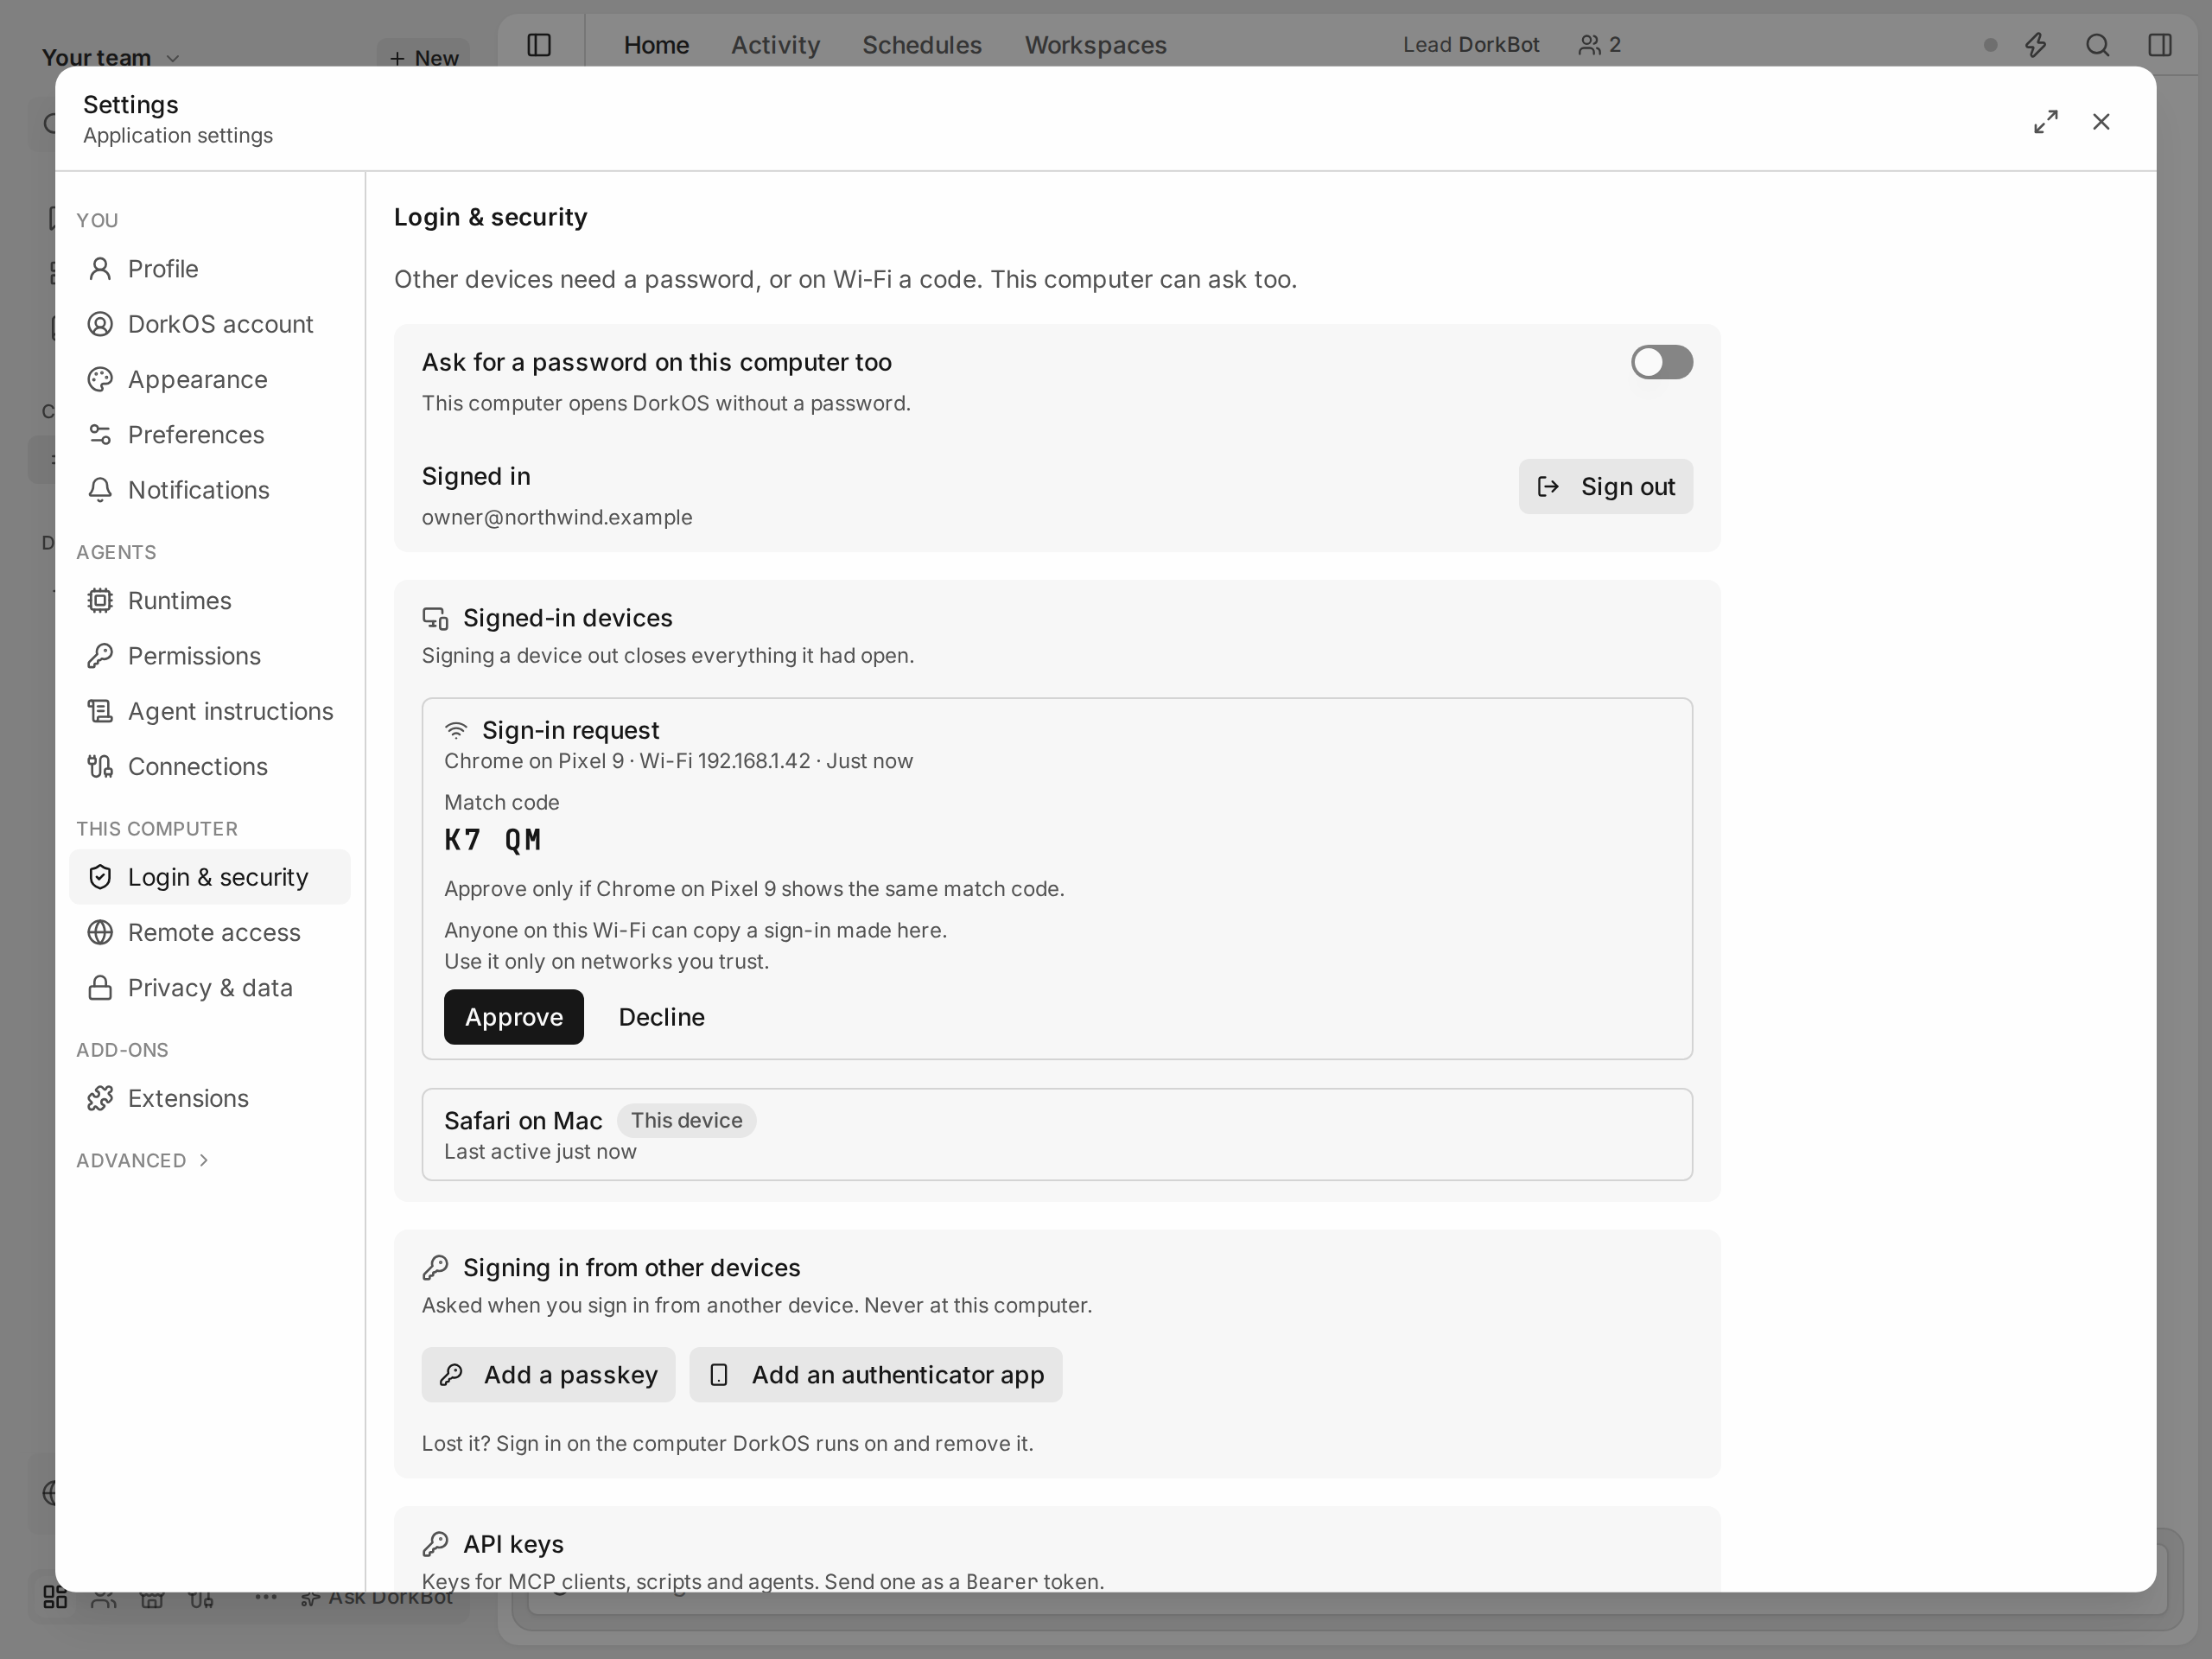 Your team
New
Home
Activity
Schedules
Workspaces
Lead DorkBot
2
Settings
Application settings
YOU
Profile
DorkOS account
Appearance
Preferences
Notifications
AGENTS
Runtimes
Permissions
Agent instructions
Connections
THIS COMPUTER
Login & security
Remote access
Privacy & data
ADD-ONS
Extensions
ADVANCED
Login & security
Other devices need a password, or on Wi-Fi a code. This computer can ask too.
Ask for a password on this computer too
This computer opens DorkOS without a password.
Signed in
owner@northwind.example
Sign out
Signed-in devices
Signing a device out closes everything it had open.
Sign-in request
Chrome on Pixel 9 · Wi-Fi 192.168.1.42 · Just now
Match code
K7 QM
Approve only if Chrome on Pixel 9 shows the same match code.
Anyone on this Wi-Fi can copy a sign-in made here.
Use it only on networks you trust.
Approve
Decline
Safari on Mac
This device
Last active just now
Signing in from other devices
Asked when you sign in from another device. Never at this computer.
Add a passkey
Add an authenticator app
Lost it? Sign in on the computer DorkOS runs on and remove it.
API keys
Keys for MCP clients, scripts and agents. Send one as a Bearer token.
Ask DorkBot